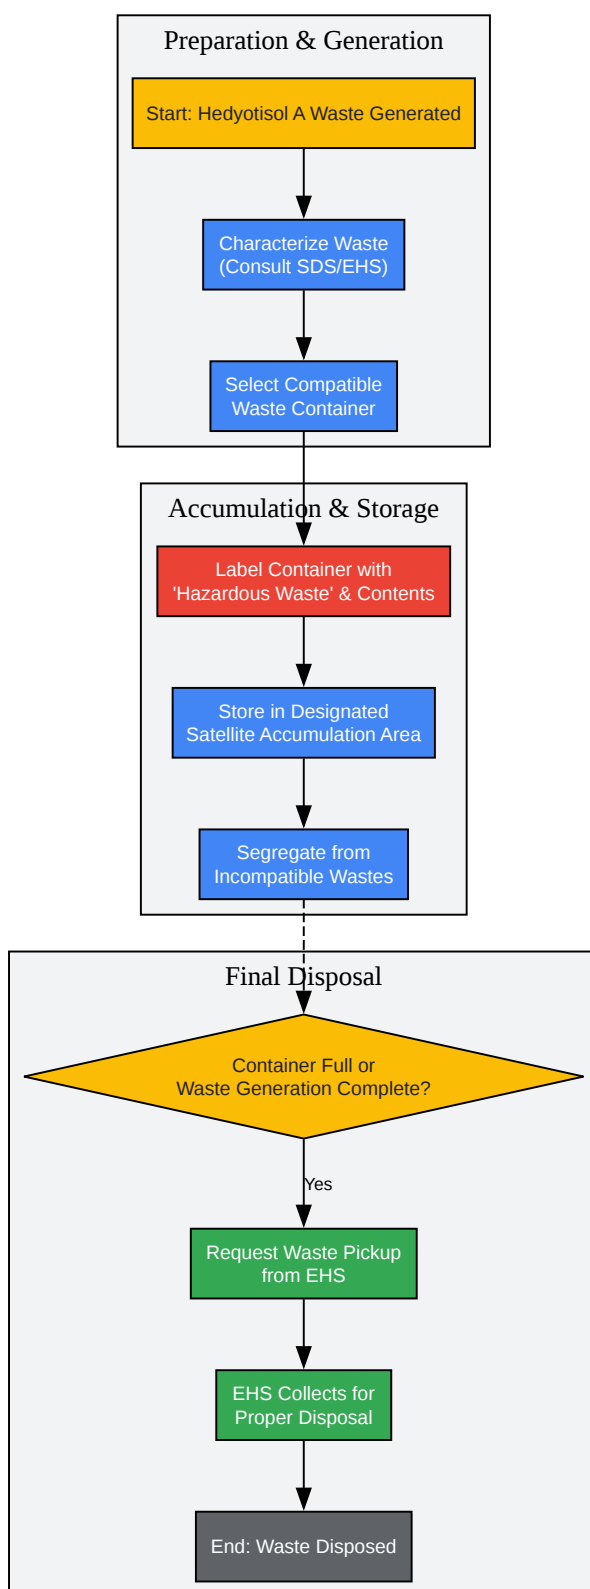 Preparation & Generation
Start: Hedyotisol A Waste Generated
Characterize Waste
(Consult SDS/EHS)
Select Compatible
Waste Container
Accumulation & Storage
Label Container with
'Hazardous Waste' & Contents
Store in Designated
Satellite Accumulation Area
Segregate from
Incompatible Wastes
Final Disposal
Container Full or
Waste Generation Complete?
Yes
Request Waste Pickup
from EHS
EHS Collects for
Proper Disposal
End: Waste Disposed